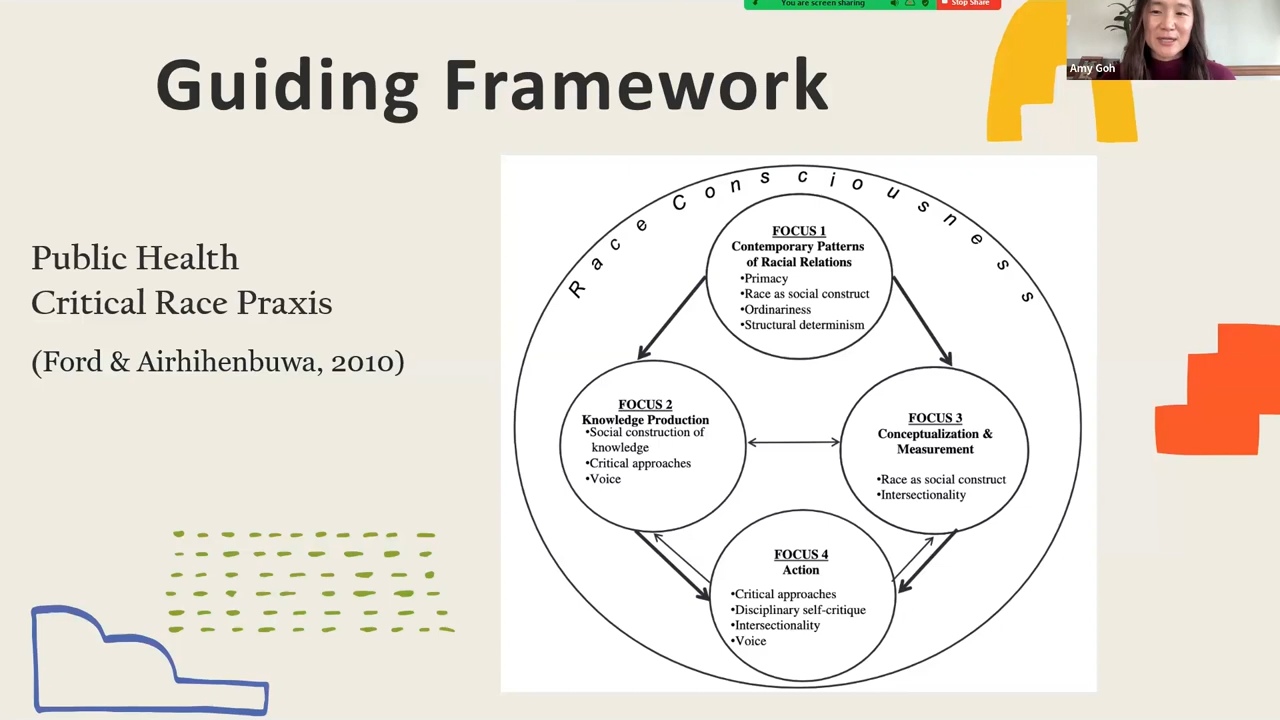 You are screen sharing
Stop Share
Amy Goh
Guiding Framework
Public Health
Critical Race Praxis
(Ford & Airhihenbuwa, 2010)
Race Consciousness
FOCUS 1
Contemporary Patterns
of Racial Relations
•Primacy
•Race as social construct
•Ordinariness
•Structural determinism
FOCUS 2
Knowledge Production
•Social construction of
knowledge
•Critical approaches
•Voice
FOCUS 3
Conceptualization &
Measurement
•Race as social construct
•Intersectionality
FOCUS 4
Action
•Critical approaches
•Disciplinary self-critique
•Intersectionality
•Voice